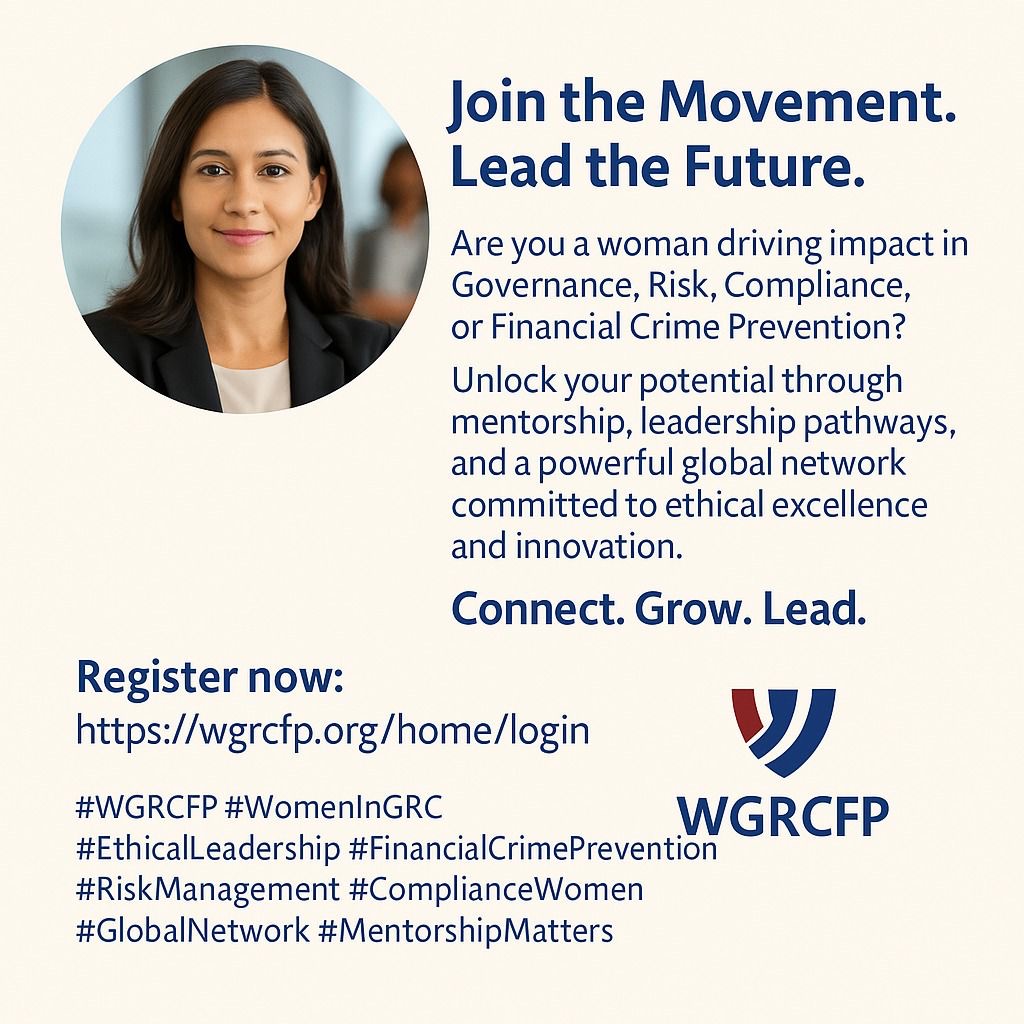 Join the Movement.
Lead the Future.
Are you a woman driving impact in
Governance, Risk, Compliance,
or Financial Crime Prevention?
Unlock your potential through
mentorship, leadership pathways,
and a powerful global network
committed to ethical excellence
and innovation.
Connect. Grow. Lead.
Register now:
https://wgrcfp.org/home/login
#WGRCFP #WomenInGRC
#EthicalLeadership #FinancialCrimePrevention
#RiskManagement #ComplianceWomen
#GlobalNetwork #MentorshipMatters
WGRCFP